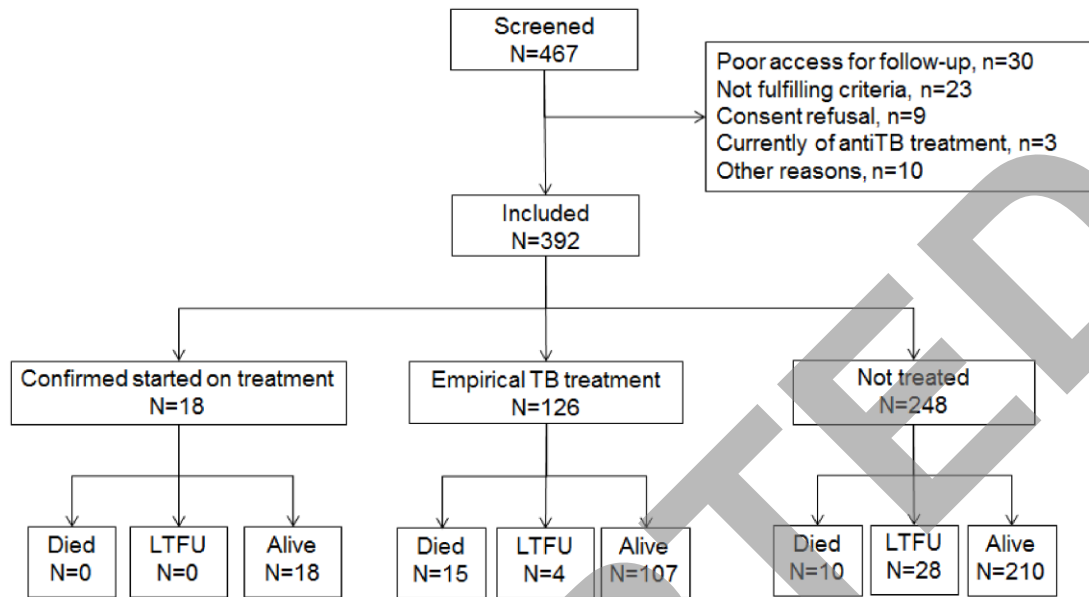 Screened
N=467
Poor access for follow-up, n=30
Not fulfilling criteria, n=23
Consent refusal, n=9
Currently of antiTB treatment, n=3
Other reasons, n=10
Included
N=392
Confirmed started on treatment
N=18
Empirical TB treatment
N=126
Not treated
N=248
Died
N=0
LTFU
N=0
Alive
N=18
Died
N=15
LTFU
N=4
Alive
N=107
Died
N=10
LTFU
N=28
Alive
N=210
PTED